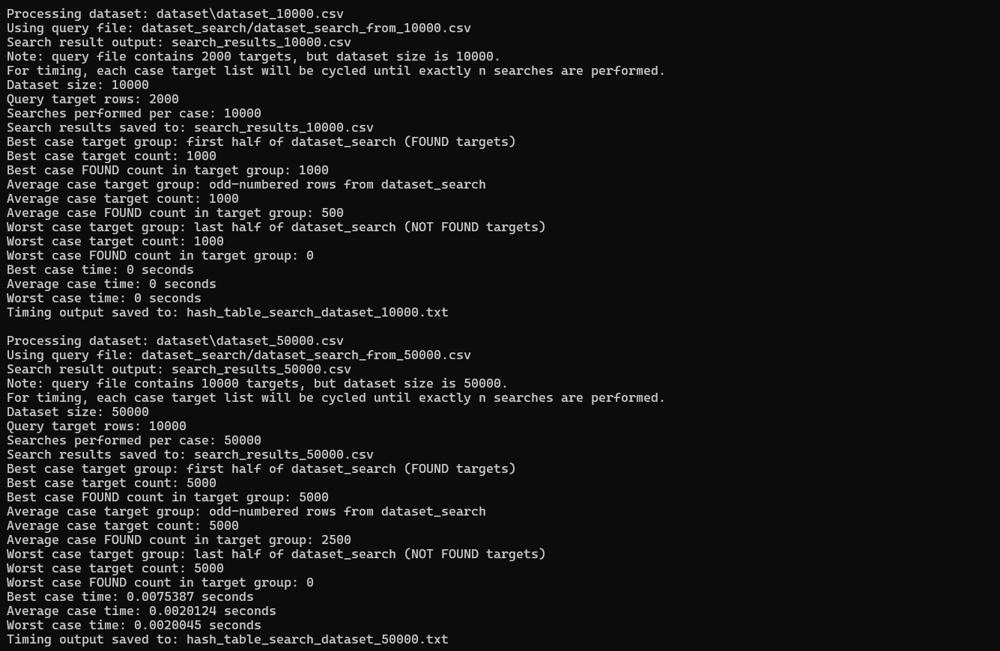 Processing dataset: dataset\dataset_10000.csv
Using query file: dataset_search/dataset_search_from_10000.csv
Search result output: search_results_10000.csv
Note: query file contains 2000 targets, but dataset size is 10000.
For timing, each case target list will be cycled until exactly n searches are performed.
Dataset size: 10000
Query target rows: 2000
Searches performed per case: 10000
Search results saved to: search_results_10000.csv
Best case target group: first half of dataset_search (FOUND targets)
Best case target count: 1000
Best case FOUND count in target group: 1000
Average case target group: odd-numbered rows from dataset_search
Average case target count: 1000
Average case FOUND count in target group: 500
Worst case target group: last half of dataset_search (NOT FOUND targets)
Worst case target count: 1000
Worst case FOUND count in target group: 0
Best case time: 0 seconds
Average case time: 0 seconds
Worst case time: 0 seconds
Timing output saved to: hash_table_search_dataset_10000.txt

Processing dataset: dataset\dataset_50000.csv
Using query file: dataset_search/dataset_search_from_50000.csv
Search result output: search_results_50000.csv
Note: query file contains 10000 targets, but dataset size is 50000.
For timing, each case target list will be cycled until exactly n searches are performed.
Dataset size: 50000
Query target rows: 10000
Searches performed per case: 50000
Search results saved to: search_results_50000.csv
Best case target group: first half of dataset_search (FOUND targets)
Best case target count: 5000
Best case FOUND count in target group: 5000
Average case target group: odd-numbered rows from dataset_search
Average case target count: 5000
Average case FOUND count in target group: 2500
Worst case target group: last half of dataset_search (NOT FOUND targets)
Worst case target count: 5000
Worst case FOUND count in target group: 0
Best case time: 0.0075387 seconds
Average case time: 0.0020124 seconds
Worst case time: 0.0020045 seconds
Timing output saved to: hash_table_search_dataset_50000.txt